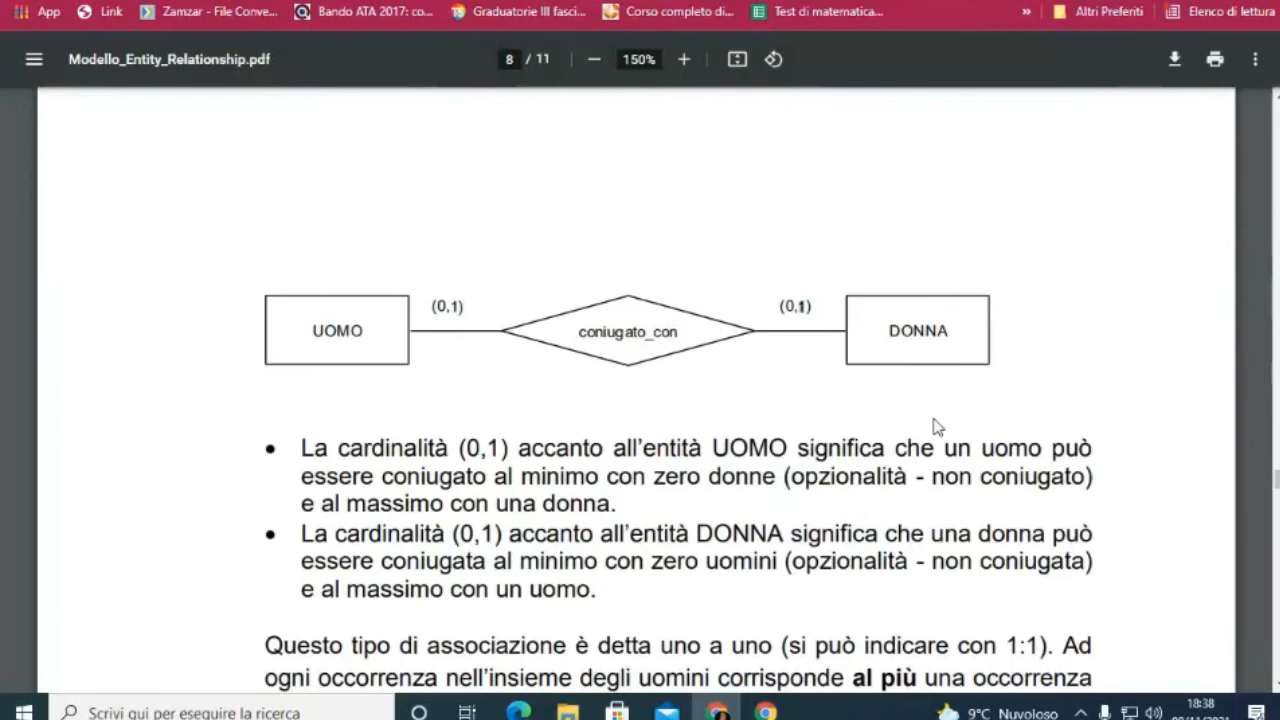 App Link Zamzar - File Conve... Bando ATA 2017: co... Graduatorie III fasci... Corso completo di... Test di matematica... » Altri Preferiti Elenco di lettura
Modello_Entity_Relationship.pdf 8 / 11 150%
(0,1) (0,1)
UOMO coniugato_con DONNA
• La cardinalità (0,1) accanto all'entità UOMO significa che un uomo può
essere coniugato al minimo con zero donne (opzionalità - non coniugato)
e al massimo con una donna.
• La cardinalità (0,1) accanto all'entità DONNA significa che una donna può
essere coniugata al minimo con zero uomini (opzionalità - non coniugata)
e al massimo con un uomo.
Questo tipo di associazione è detta uno a uno (si può indicare con 1:1). Ad
ogni occorrenza nell'insieme degli uomini corrisponde al più una occorrenza
Scrivi qui per eseguire la ricerca 9°C Nuvoloso 18:38